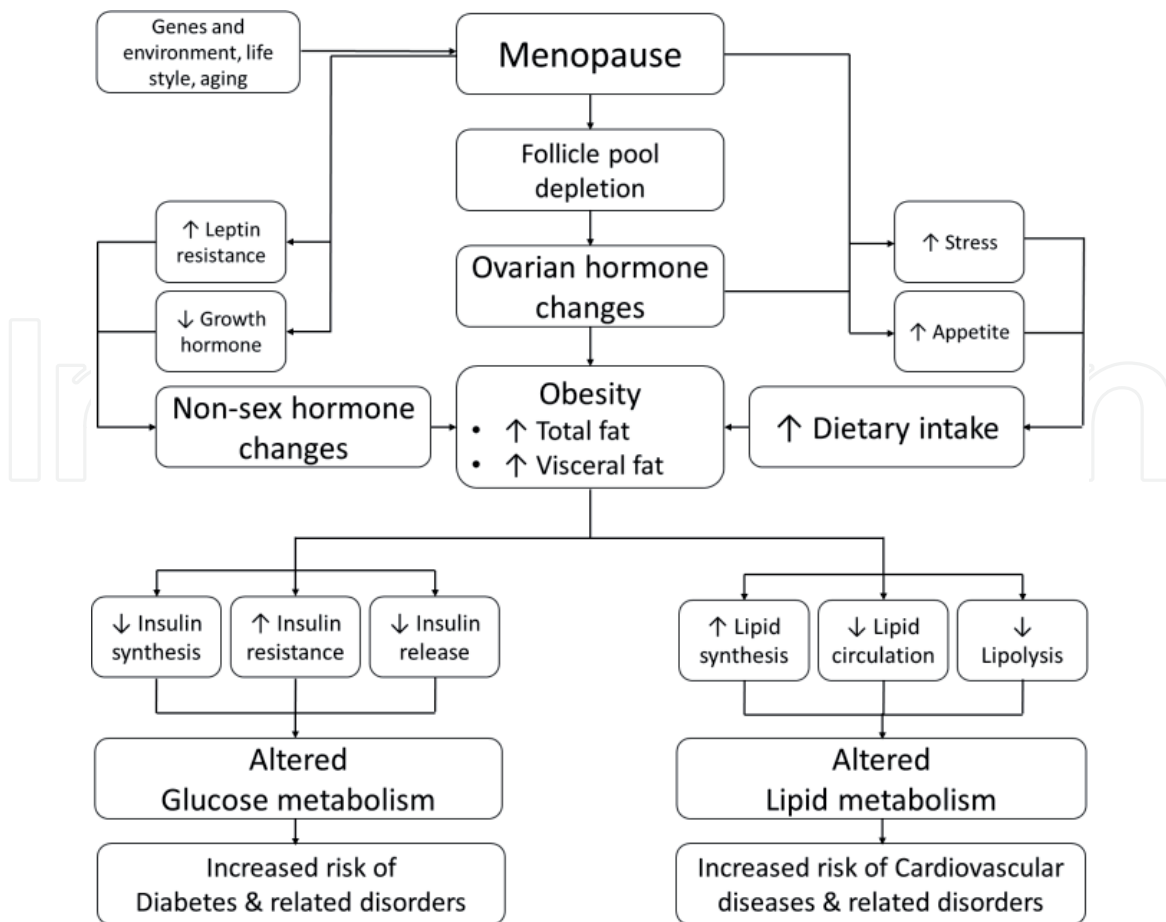 Genes and
environment, life
style, aging
Menopause
Follicle pool
depletion
↑ Leptin
resistance
↑ Stress
Ovarian hormone
changes
↓ Growth
hormone
↑ Appetite
Non-sex hormone
changes
Obesity
• ↑ Total fat
• ↑ Visceral fat
↑ Dietary intake
↓ Insulin
synthesis
↑ Insulin
resistance
↓ Insulin
release
↑ Lipid
synthesis
↓ Lipid
circulation
↓
Lipolysis
Altered
Glucose metabolism
Altered
Lipid metabolism
Increased risk of
Diabetes & related disorders
Increased risk of Cardiovascular
diseases & related disorders